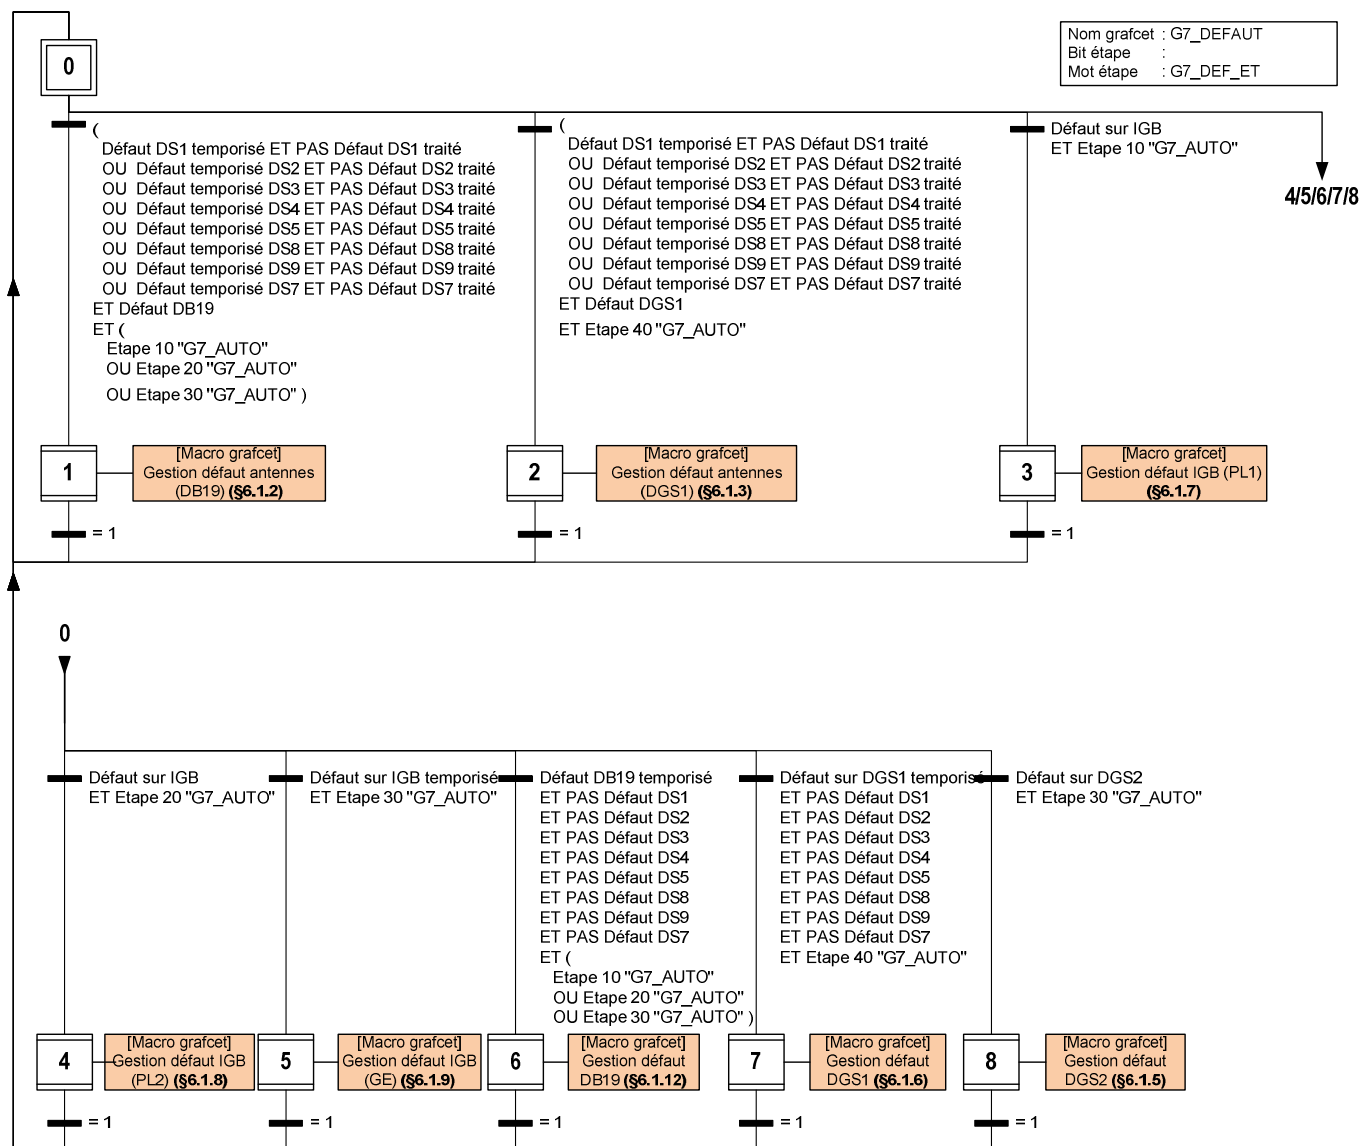 Nom grafcet : G7_DEFAUT
Bit étape :
Mot étape : G7_DEF_ET
0
(
Défaut DS1 temporisé ET PAS Défaut DS1 traité
OU Défaut temporisé DS2 ET PAS Défaut DS2 traité
OU Défaut temporisé DS3 ET PAS Défaut DS3 traité
OU Défaut temporisé DS4 ET PAS Défaut DS4 traité
OU Défaut temporisé DS5 ET PAS Défaut DS5 traité
OU Défaut temporisé DS8 ET PAS Défaut DS8 traité
OU Défaut temporisé DS9 ET PAS Défaut DS9 traité
OU Défaut temporisé DS7 ET PAS Défaut DS7 traité
ET Défaut DB19
ET (
Etape 10 "G7_AUTO"
OU Etape 20 "G7_AUTO"
OU Etape 30 "G7_AUTO" )
(
Défaut DS1 temporisé ET PAS Défaut DS1 traité
OU Défaut temporisé DS2 ET PAS Défaut DS2 traité
OU Défaut temporisé DS3 ET PAS Défaut DS3 traité
OU Défaut temporisé DS4 ET PAS Défaut DS4 traité
OU Défaut temporisé DS5 ET PAS Défaut DS5 traité
OU Défaut temporisé DS8 ET PAS Défaut DS8 traité
OU Défaut temporisé DS9 ET PAS Défaut DS9 traité
OU Défaut temporisé DS7 ET PAS Défaut DS7 traité
ET Défaut DGS1
ET Etape 40 "G7_AUTO"
Défaut sur IGB
ET Etape 10 "G7_AUTO"
4/5/6/7/8
1
[Macro grafcet]
Gestion défaut antennes
(DB19) (§6.1.2)
= 1
2
[Macro grafcet]
Gestion défaut antennes
(DGS1) (§6.1.3)
= 1
3
[Macro grafcet]
Gestion défaut IGB (PL1)
(§6.1.7)
= 1
0
Défaut sur IGB
ET Etape 20 "G7_AUTO"
Défaut sur IGB temporisé
ET Etape 30 "G7_AUTO"
Défaut DB19 temporisé
ET PAS Défaut DS1
ET PAS Défaut DS2
ET PAS Défaut DS3
ET PAS Défaut DS4
ET PAS Défaut DS5
ET PAS Défaut DS8
ET PAS Défaut DS9
ET PAS Défaut DS7
ET (
Etape 10 "G7_AUTO"
OU Etape 20 "G7_AUTO"
OU Etape 30 "G7_AUTO" )
Défaut sur DGS1 temporisé
ET PAS Défaut DS1
ET PAS Défaut DS2
ET PAS Défaut DS3
ET PAS Défaut DS4
ET PAS Défaut DS5
ET PAS Défaut DS8
ET PAS Défaut DS9
ET PAS Défaut DS7
ET Etape 40 "G7_AUTO"
Défaut sur DGS2
ET Etape 30 "G7_AUTO"
4
[Macro grafcet]
Gestion défaut IGB
(PL2) (§6.1.8)
= 1
5
[Macro grafcet]
Gestion défaut IGB
(GE) (§6.1.9)
= 1
6
[Macro grafcet]
Gestion défaut
DB19 (§6.1.12)
= 1
7
[Macro grafcet]
Gestion défaut
DGS1 (§6.1.6)
= 1
8
[Macro grafcet]
Gestion défaut
DGS2 (§6.1.5)
= 1